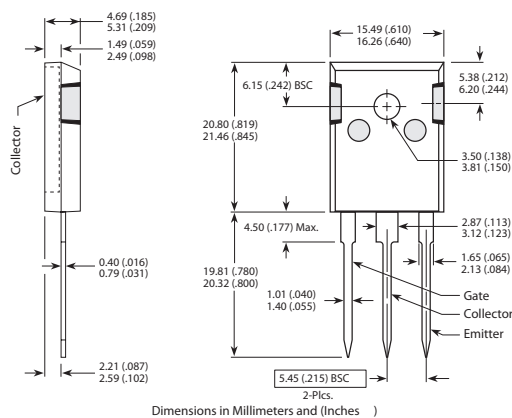 4.69 (.185)
5.31 (.209)
1.49 (.059)
2.49 (.098)
Collector
0.40 (.016)
0.79 (.031)
2.21 (.087)
2.59 (.102)
15.49 (.610)
16.26 (.640)
6.15 (.242) BSC
5.38 (.212)
6.20 (.244)
20.80 (.819)
21.46 (.845)
3.50 (.138)
3.81 (.150)
4.50 (.177) Max.
2.87 (.113)
3.12 (.123)
19.81 (.780)
20.32 (.800)
1.65 (.065)
2.13 (.084)
1.01 (.040)
1.40 (.055)
Gate
Collector
Emitter
5.45 (.215) BSC
2-Plcs.
Dimensions in Millimeters and (Inches )